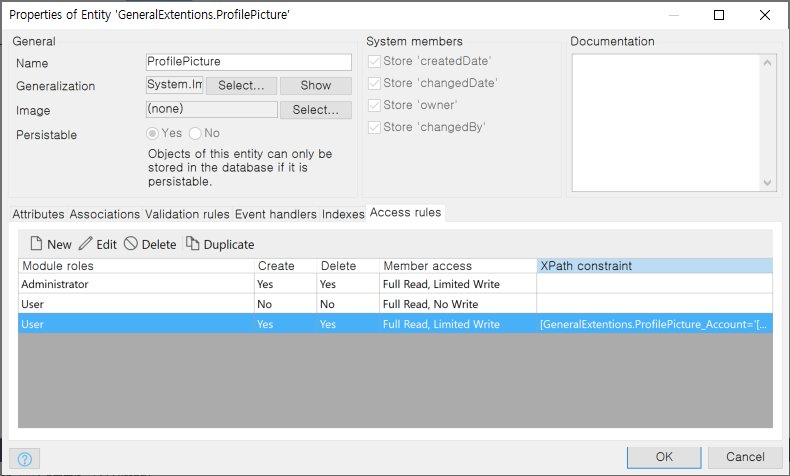 Properties of Entity 'GeneralExtentions.ProfilePicture'
General
Name
ProfilePicture
Generalization
System.Im
Select...
Show
Image
(none)
Select...
Persistable
Yes
No
Objects of this entity can only be
stored in the database if it is
persistable.
System members
Store 'createdDate'
Store 'changedDate'
Store 'owner'
Store 'changedBy'
Documentation
Attributes Associations Validation rules Event handlers Indexes Access rules
New Edit Delete Duplicate
Module roles Create Delete Member access XPath constraint
Administrator Yes Yes Full Read, Limited Write
User No No Full Read, No Write
User Yes Yes Full Read, Limited Write [GeneralExtentions.ProfilePicture_Account='[...
?
OK
Cancel